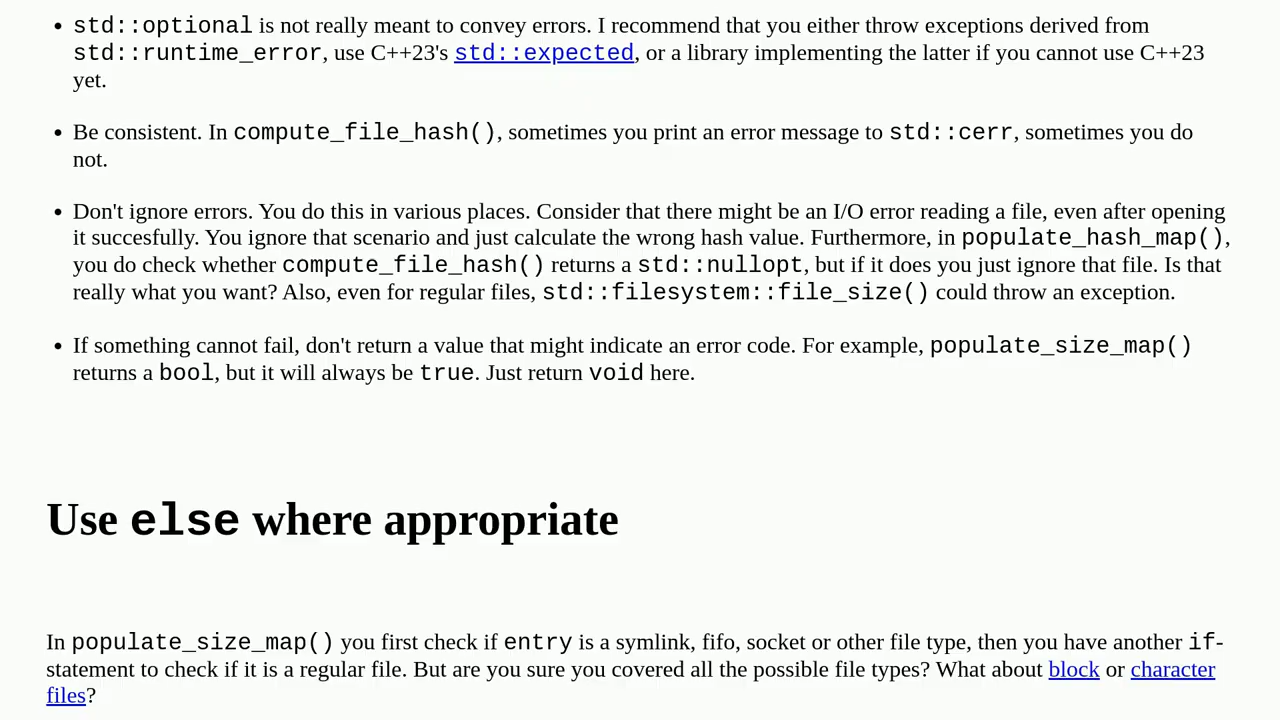 • std::optional is not really meant to convey errors. I recommend that you either throw exceptions derived from
std::runtime_error, use C++23's std::expected, or a library implementing the latter if you cannot use C++23
yet.
• Be consistent. In compute_file_hash(), sometimes you print an error message to std::cerr, sometimes you do
not.
• Don't ignore errors. You do this in various places. Consider that there might be an I/O error reading a file, even after opening
it succesfully. You ignore that scenario and just calculate the wrong hash value. Furthermore, in populate_hash_map(),
you do check whether compute_file_hash() returns a std::nullopt, but if it does you just ignore that file. Is that
really what you want? Also, even for regular files, std::filesystem::file_size() could throw an exception.
• If something cannot fail, don't return a value that might indicate an error code. For example, populate_size_map()
returns a bool, but it will always be true. Just return void here.
Use else where appropriate
In populate_size_map() you first check if entry is a symlink, fifo, socket or other file type, then you have another if-
statement to check if it is a regular file. But are you sure you covered all the possible file types? What about block or character
files?